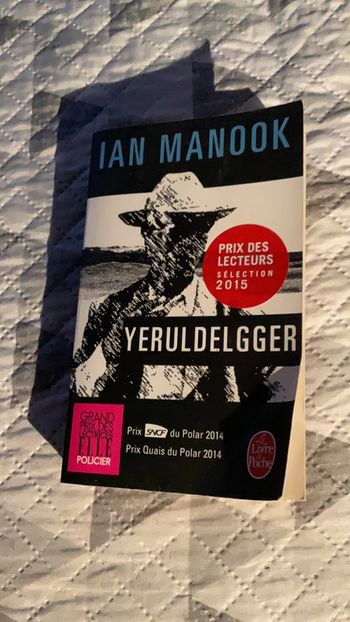 IAN MANOOK
PRIX DES
LECTEURS
SÉLECTION
2015
YERULDELGGER
GRAND
PRIX DES
LECTRICES
ELLE
POLICIER
Prix SNCF du Polar 2014
Prix Quais du Polar 2014
Le
Livre
de
Poche